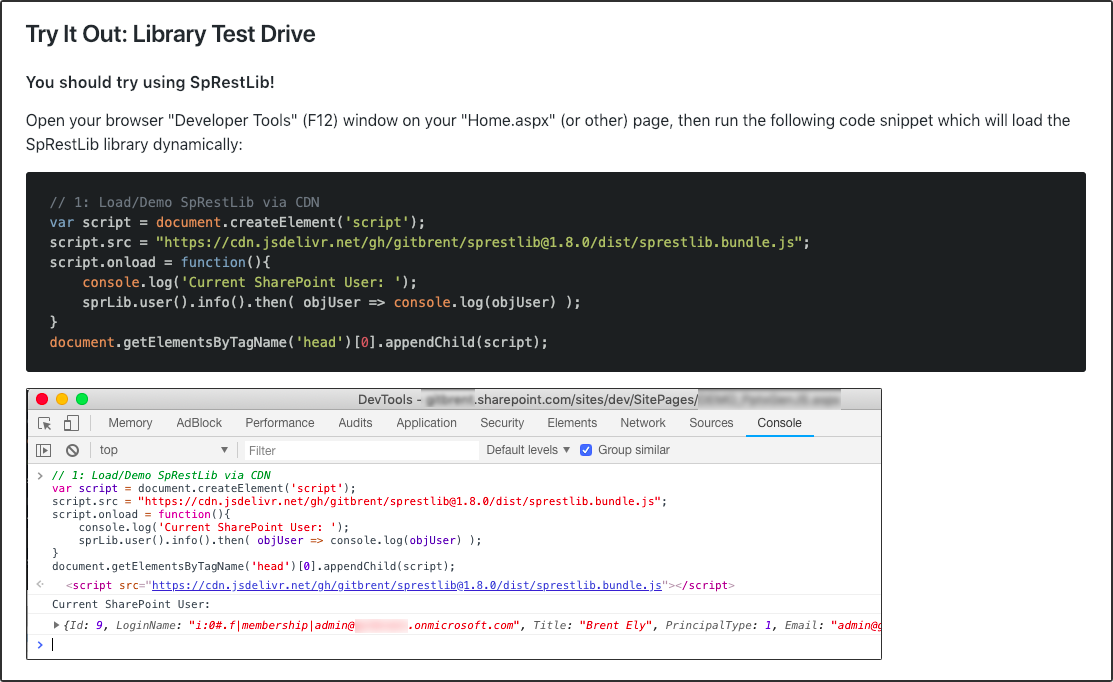 Try It Out: Library Test Drive
You should try using SpRestLib!
Open your browser "Developer Tools" (F12) window on your "Home.aspx" (or other) page, then run the following code snippet which will load the
SpRestLib library dynamically:
// 1: Load/Demo SpRestLib via CDN
var script = document.createElement('script');
script.src = "https://cdn.jsdelivr.net/gh/gitbrent/sprestlib@1.8.0/dist/sprestlib.bundle.js";
script.onload = function(){
    console.log('Current SharePoint User: ');
    sprLib.user().info().then( objUser => console.log(objUser) );
}
document.getElementsByTagName('head')[0].appendChild(script);
DevTools - .sharepoint.com/sites/dev/SitePages/
Memory AdBlock Performance Audits Application Security Elements Network Sources Console
top Filter Default levels Group similar
> // 1: Load/Demo SpRestLib via CDN
var script = document.createElement('script');
script.src = "https://cdn.jsdelivr.net/gh/gitbrent/sprestlib@1.8.0/dist/sprestlib.bundle.js";
script.onload = function(){
    console.log('Current SharePoint User: ');
    sprLib.user().info().then( objUser => console.log(objUser) );
}
document.getElementsByTagName('head')[0].appendChild(script);
<script src="https://cdn.jsdelivr.net/gh/gitbrent/sprestlib@1.8.0/dist/sprestlib.bundle.js"></script>
Current SharePoint User:
{Id: 9, LoginName: "i:0#.f|membership|admin@.onmicrosoft.com", Title: "Brent Ely", PrincipalType: 1, Email: "admin@g
>